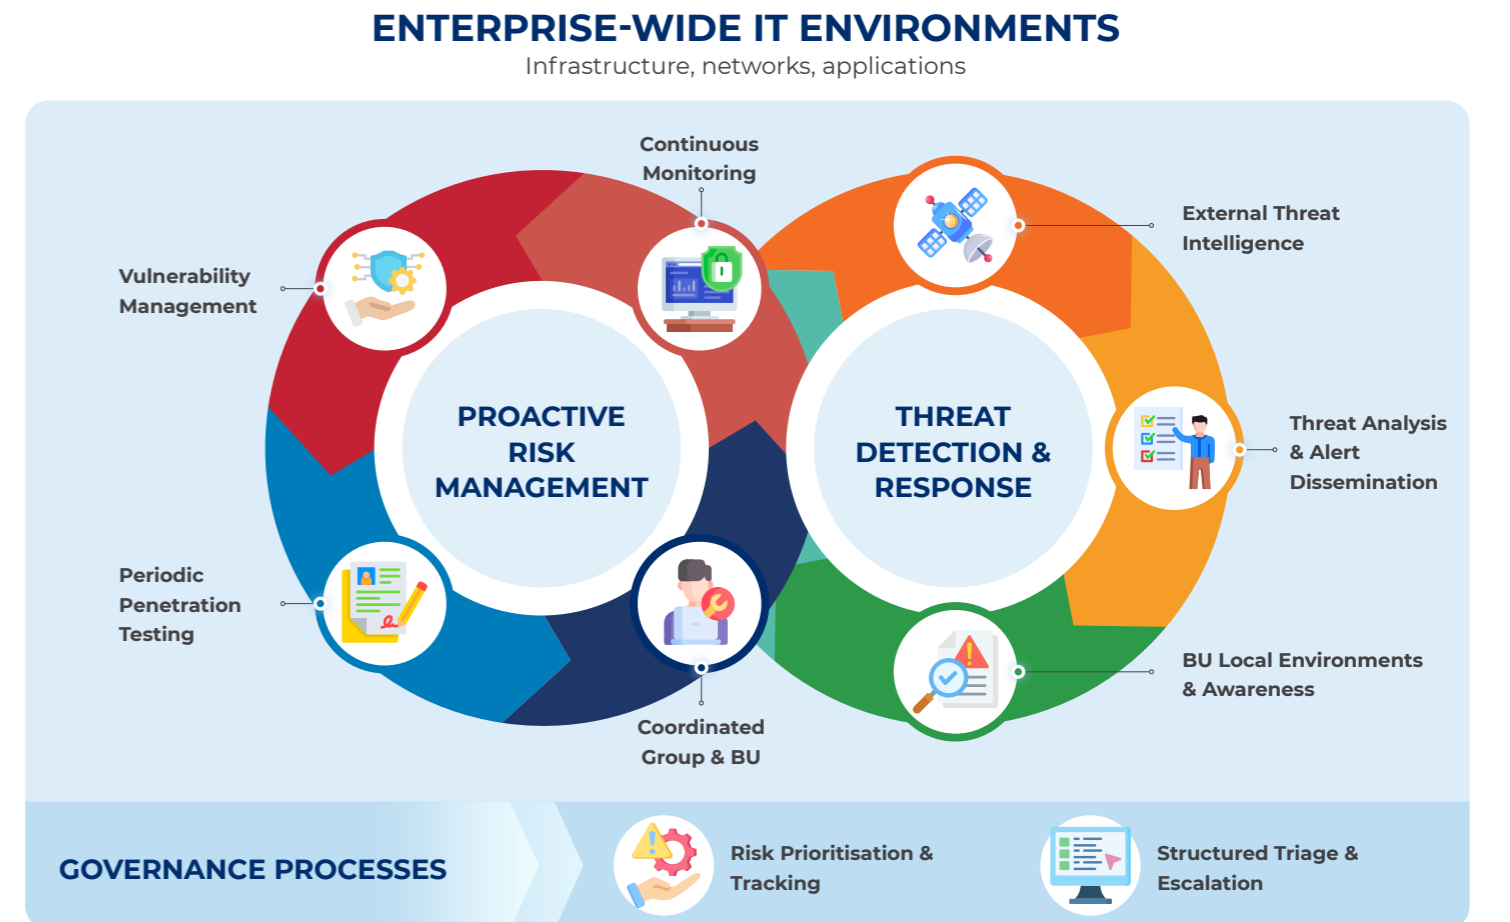 ENTERPRISE-WIDE IT ENVIRONMENTS
Infrastructure, networks, applications
Continuous
Monitoring
External Threat
Intelligence
Vulnerability
Management
PROACTIVE
RISK
MANAGEMENT
THREAT
DETECTION &
RESPONSE
Threat Analysis
& Alert
Dissemination
Periodic
Penetration
Testing
Coordinated
Group & BU
BU Local Environments
& Awareness
GOVERNANCE PROCESSES
Risk Prioritisation &
Tracking
Structured Triage &
Escalation